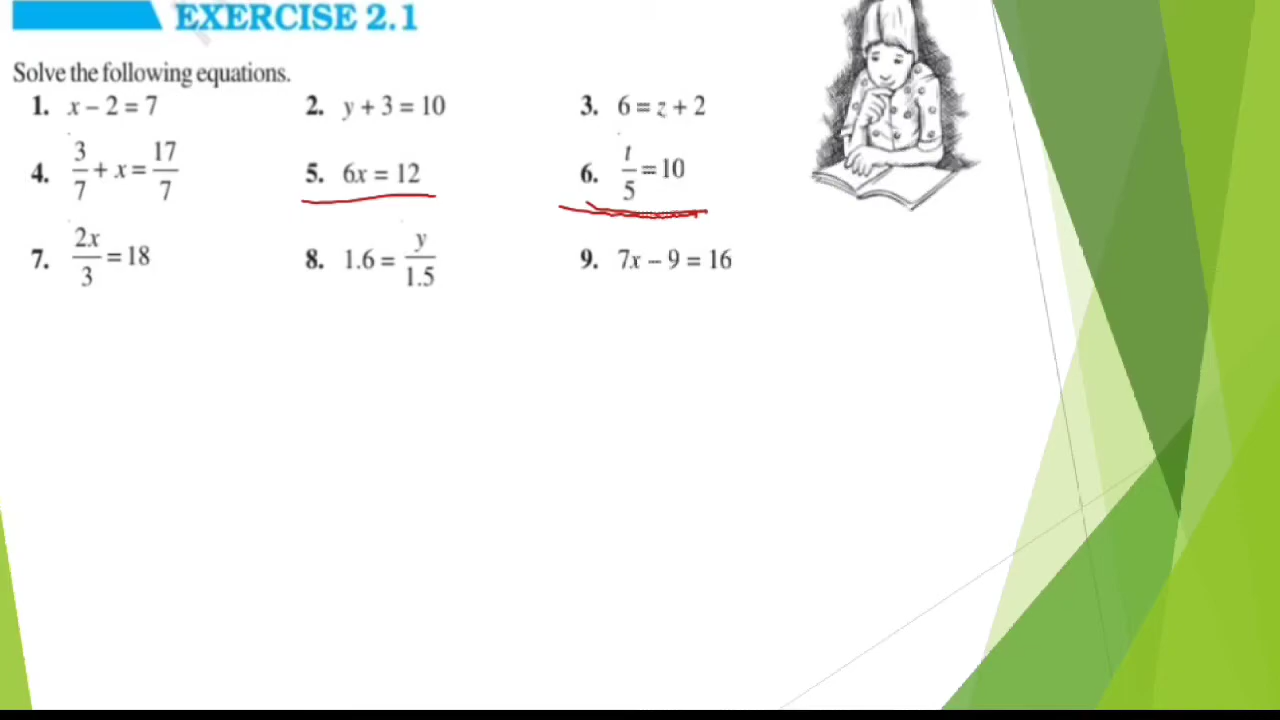 EXERCISE 2.1
Solve the following equations.
1. x – 2 = 7 2. y + 3 = 10 3. 6 = z + 2
4. 3/7 + x = 17/7 5. 6x = 12 6. t/5 = 10
7. 2x/3 = 18 8. 1.6 = y/1.5 9. 7x – 9 = 16